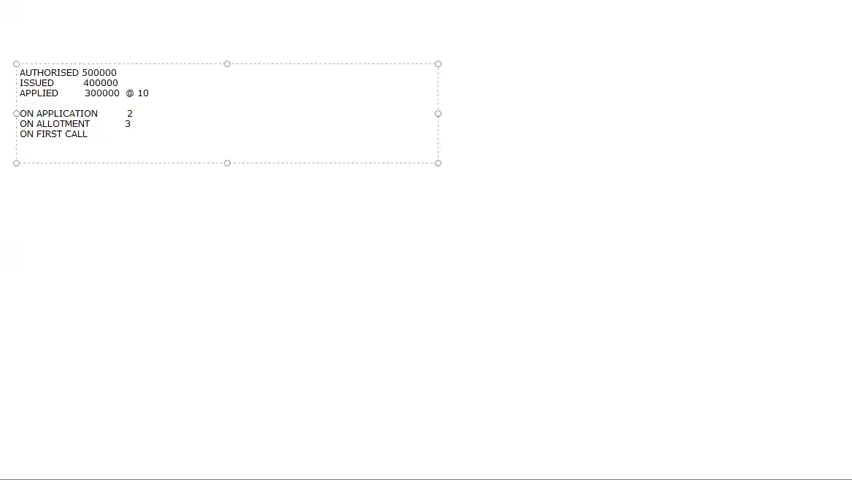 AUTHORISED 500000
ISSUED 400000
APPLIED 300000 @ 10
ON APPLICATION 2
ON ALLOTMENT 3
ON FIRST CALL